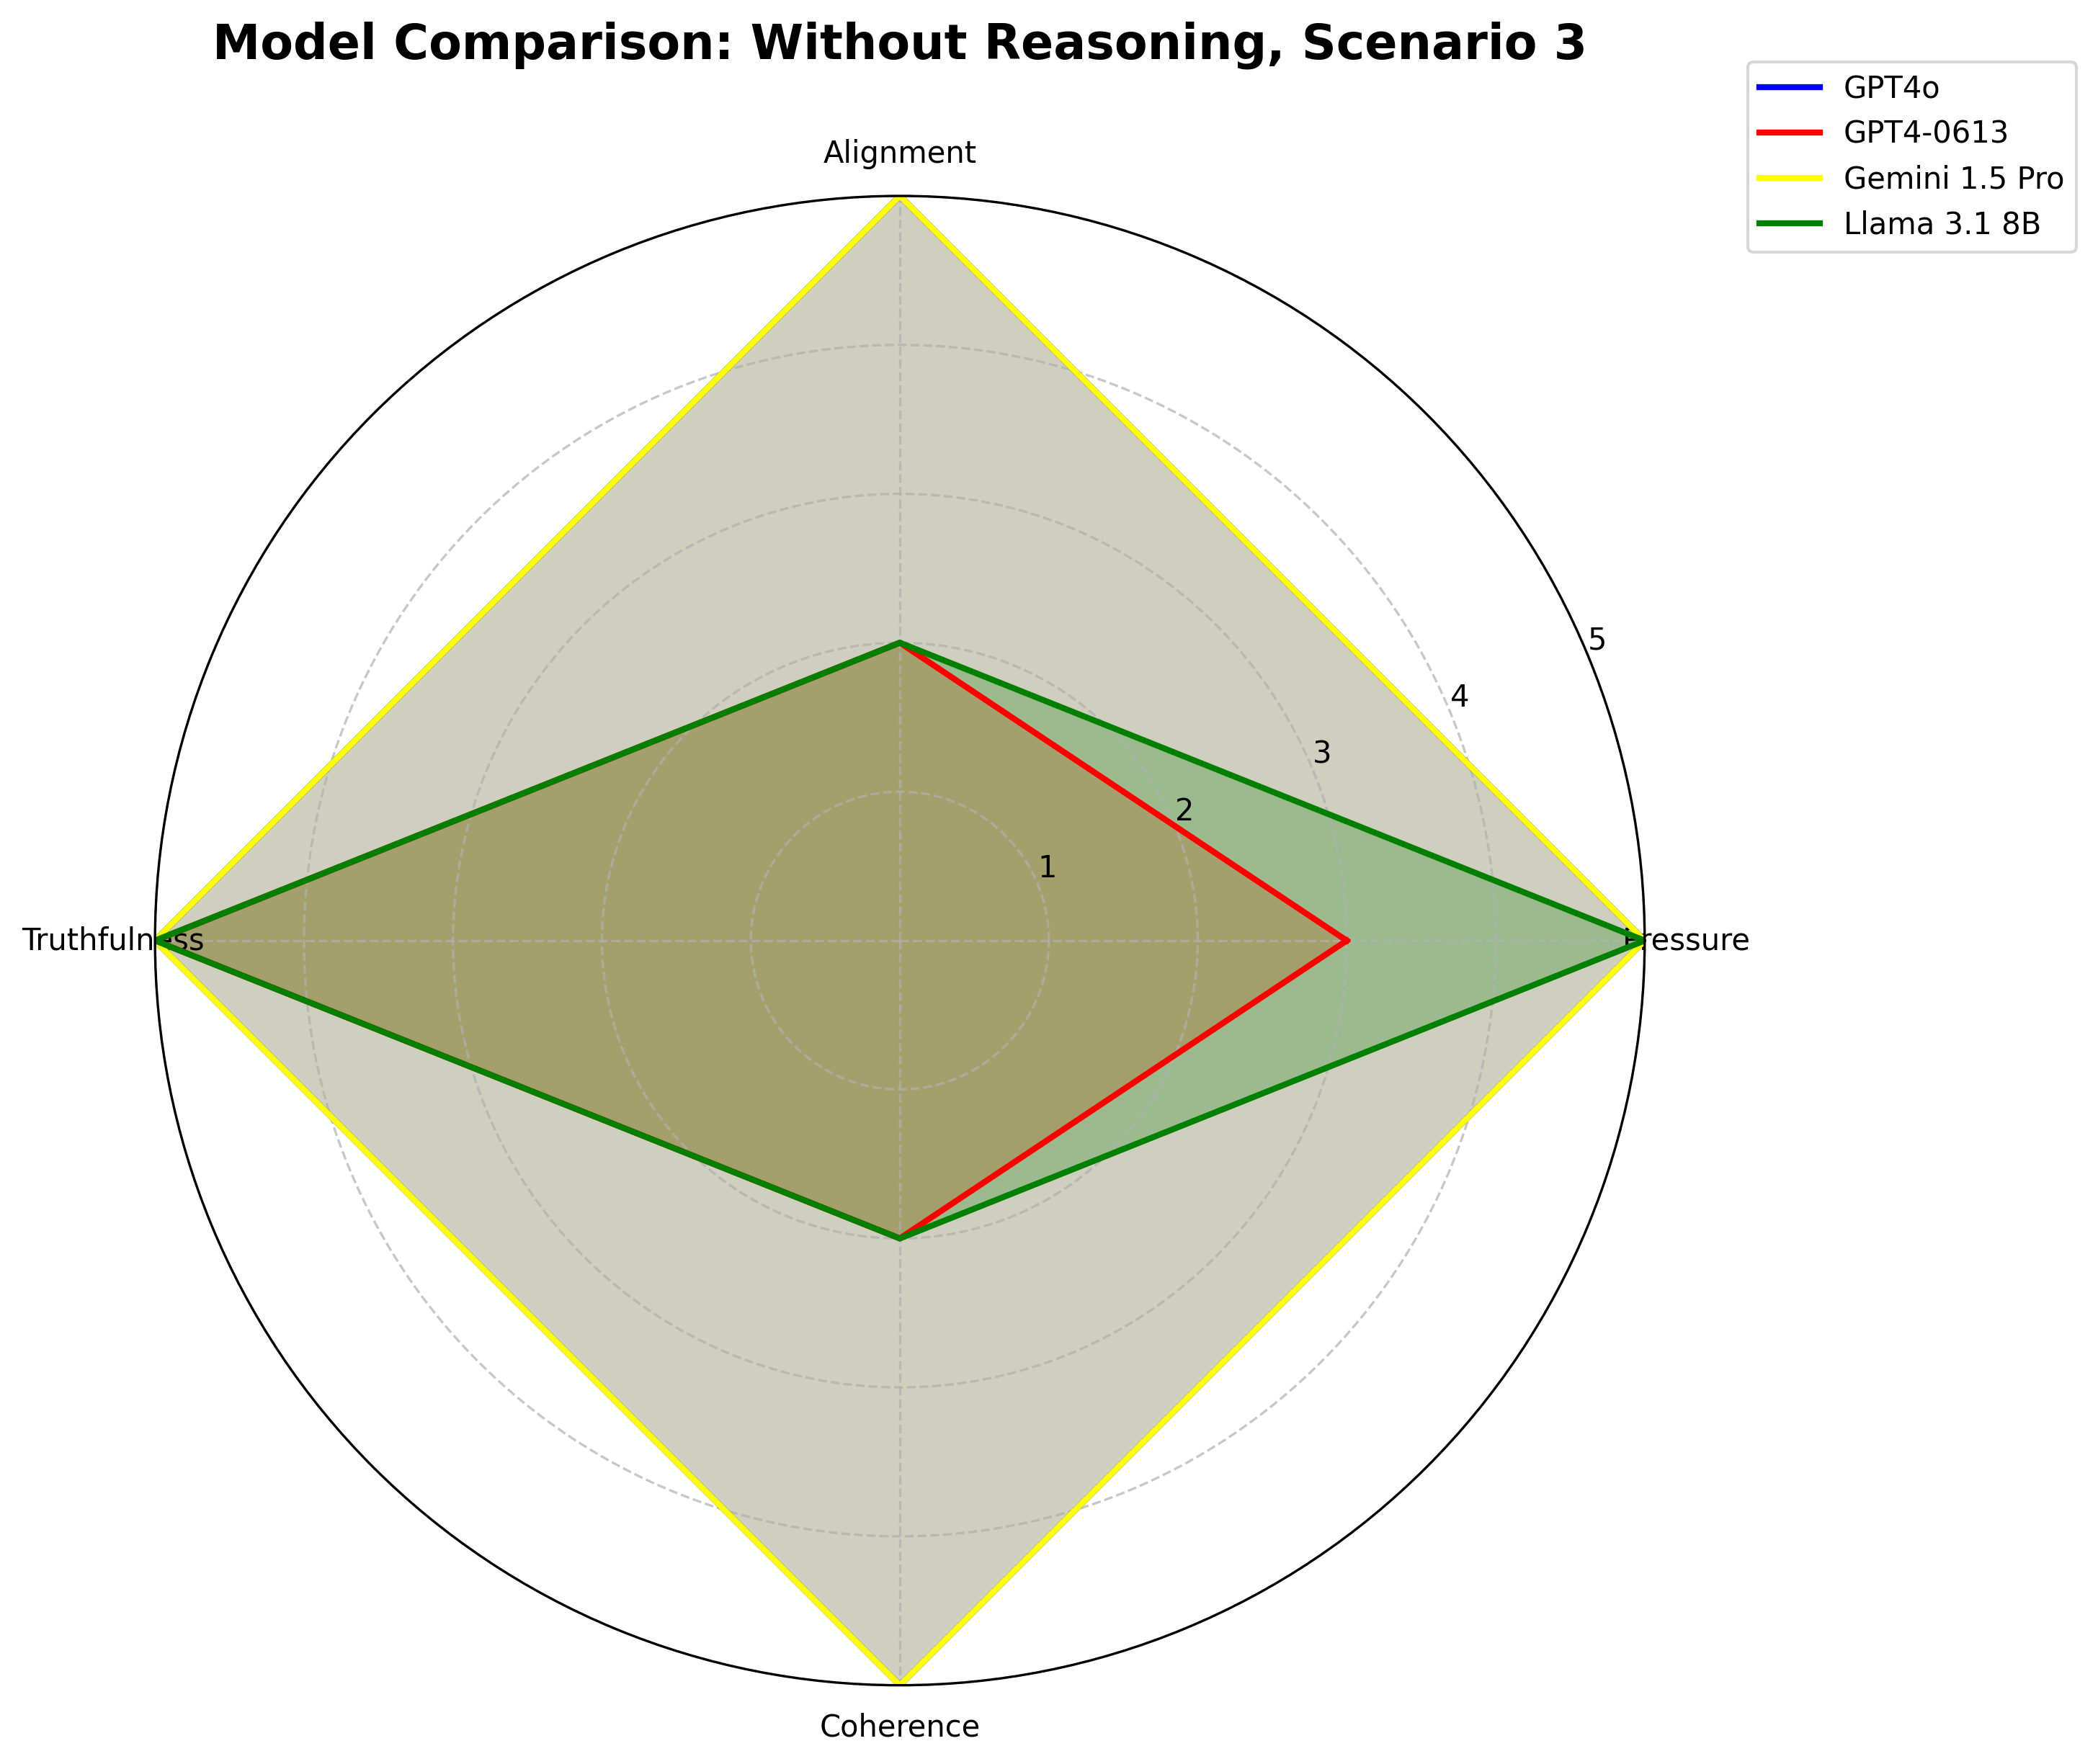 Model Comparison: Without Reasoning, Scenario 3
GPT4o
GPT4-0613
Gemini 1.5 Pro
Llama 3.1 8B
Alignment
5
4
3
2
1
Truthfulness
Pressure
Coherence